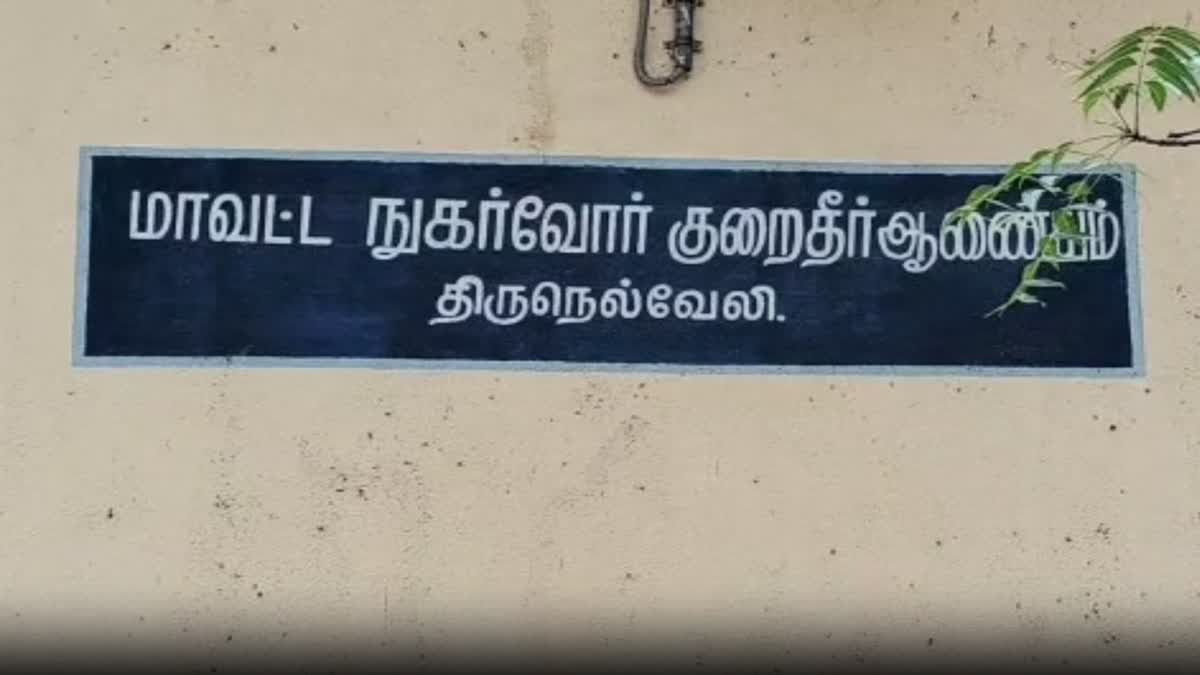 மாவட்ட நுகர்வோர் குறைதீர்ஆணையம்
திருநெல்வேலி.